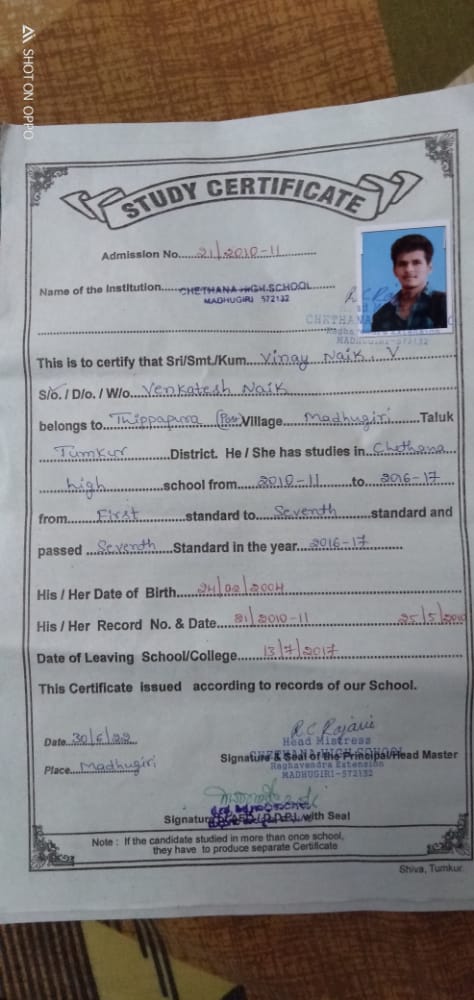 SHOT ON OPPO
STUDY CERTIFICATE
Admission No. 21/2010-11
Name of the Institution CHETHANA HIGH SCHOOL
MADHUGIRI 572132
This is to certify that Sri/Smt./Kum. Vinay Naik. V
S/o. / D/o. / W/o. Venkatesh Naik
belongs to Thippapura (Post) Village Madhugiri Taluk
Tumkur District. He / She has studies in Chethana
high school from 2010-11 to 2016-17
from First standard to Seventh standard and
passed Seventh Standard in the year 2016-17
His / Her Date of Birth 24/02/2004
His / Her Record No. & Date 21/2010-11 25/5/2010
Date of Leaving School/College 13/7/2017
This Certificate issued according to records of our School.
R C Rajani
Date 30/6/22 Head Mistress
Signature & Seal of the Principal/Head Master
CHETHANA HIGH SCHOOL
Place Madhugiri Raghavendra Extension
MADHUGIRI-572132
with Seal
Note : If the candidate studied in more than once school,
they have to produce separate Certificate
Shiva, Tumkur.